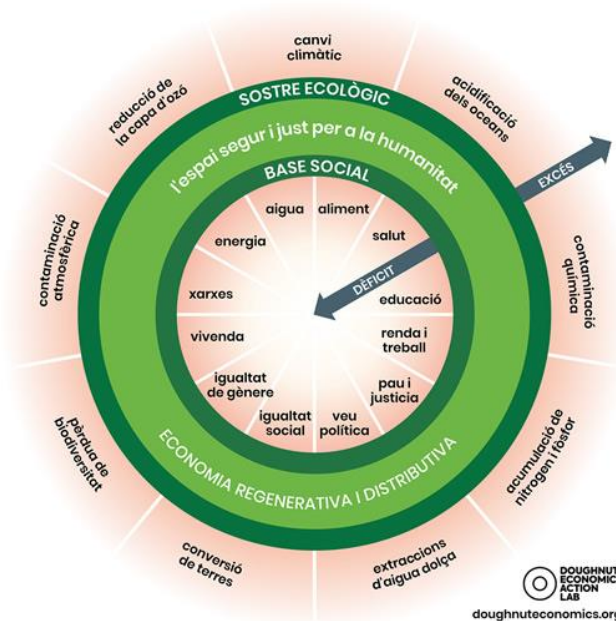 canvi
climàtic
acidificació
dels oceans
reducció de
la capa d'ozó
SOSTRE ECOLÒGIC
l'espai segur i just per a la humanitat
BASE SOCIAL
EXCÉS
contaminació
atmosfèrica
contaminació
química
aigua
aliment
energia
salut
DÈFICIT
xarxes
educació
vivenda
renda i
treball
igualtat
de gènere
pau i
justicia
igualtat
social
veu
política
ECONOMIA REGENERATIVA I DISTRIBUTIVA
pèrdua de
biodiversitat
acumulació de
nitrogen i fòsfor
conversió
de terres
extraccions
d'aigua dolça
DOUGHNUT
ECONOMIC
ACTION
LAB
doughnuteconomics.org